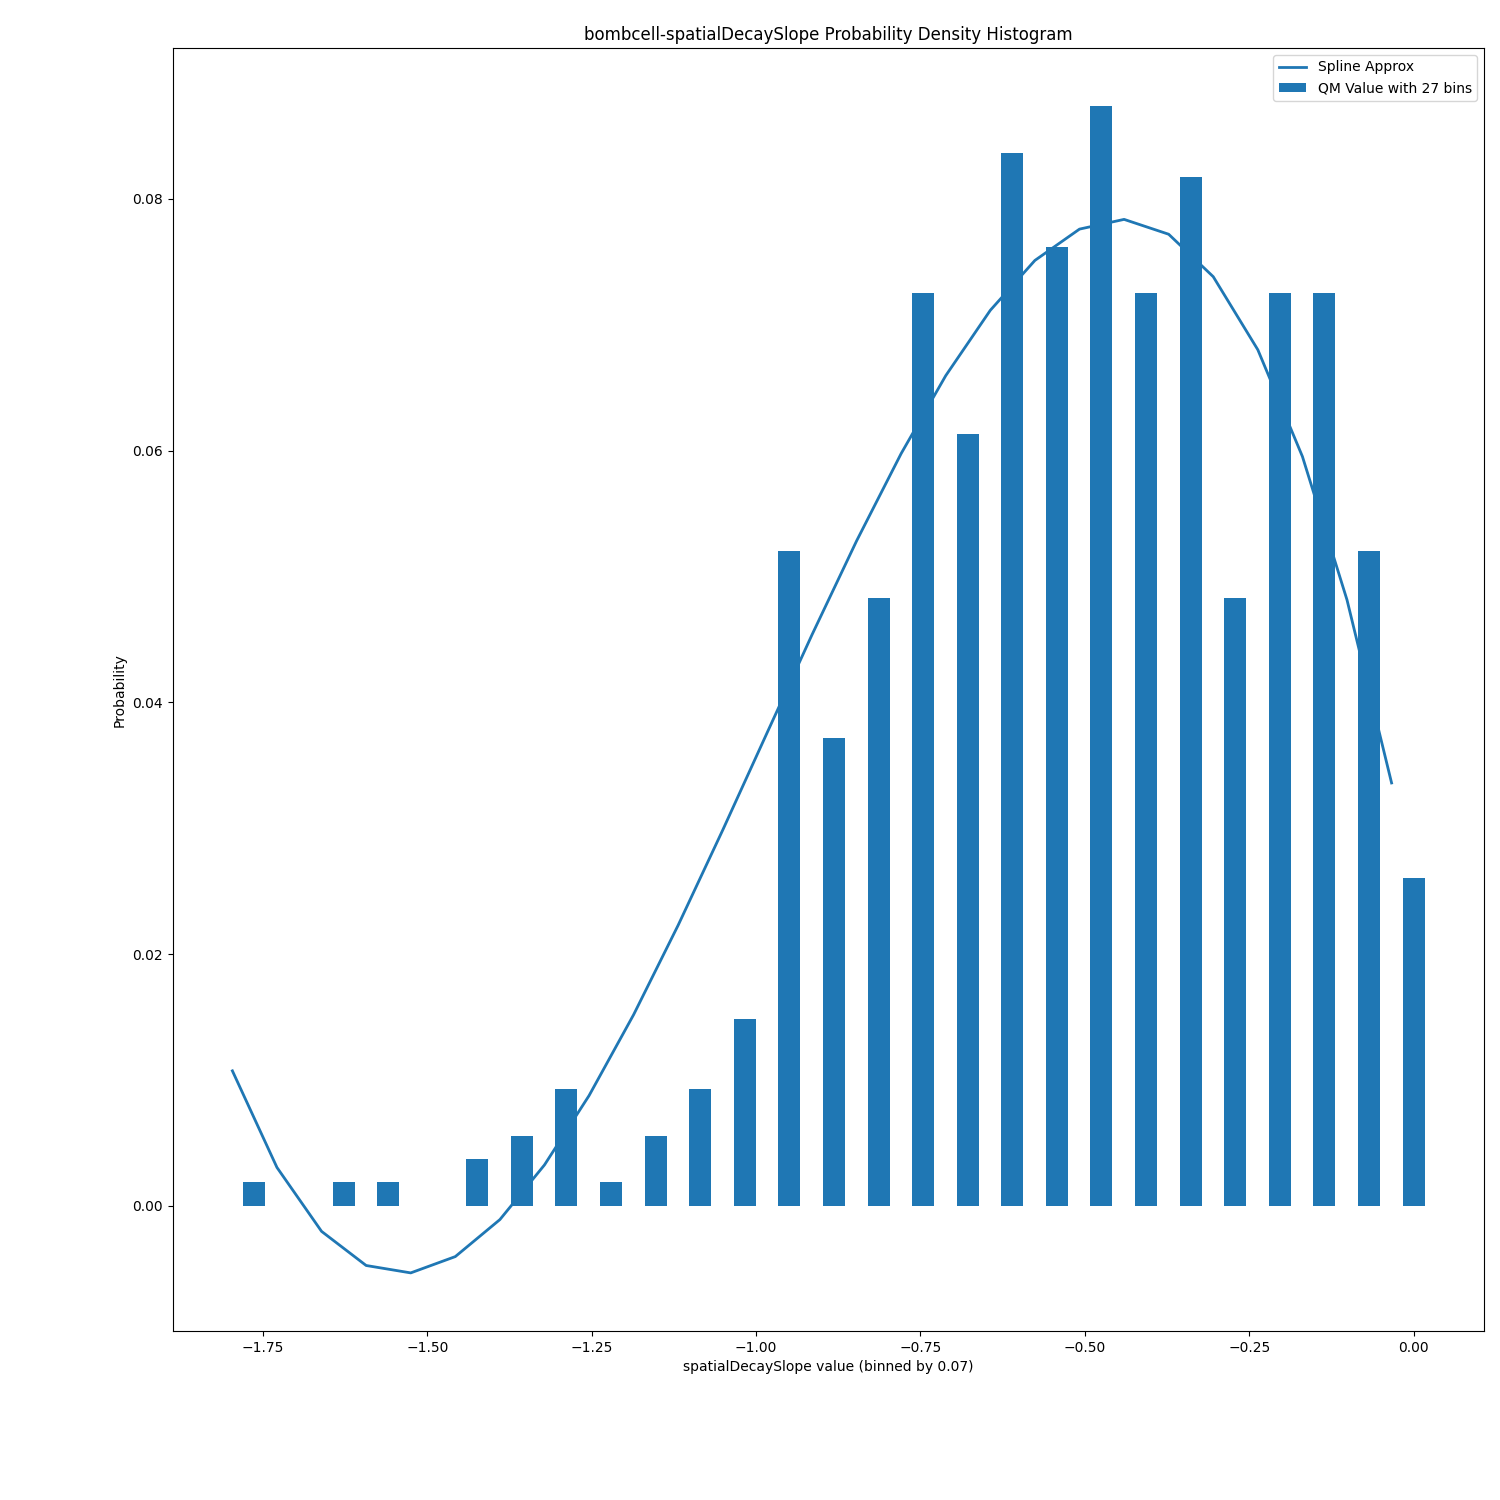 bombcell-spatialDecaySlope Probability Density Histogram
Spline Approx
QM Value with 27 bins
0.08
0.06
0.04
0.02
0.00
Probability
−1.75 −1.50 −1.25 −1.00 −0.75 −0.50 −0.25 0.00
spatialDecaySlope value (binned by 0.07)